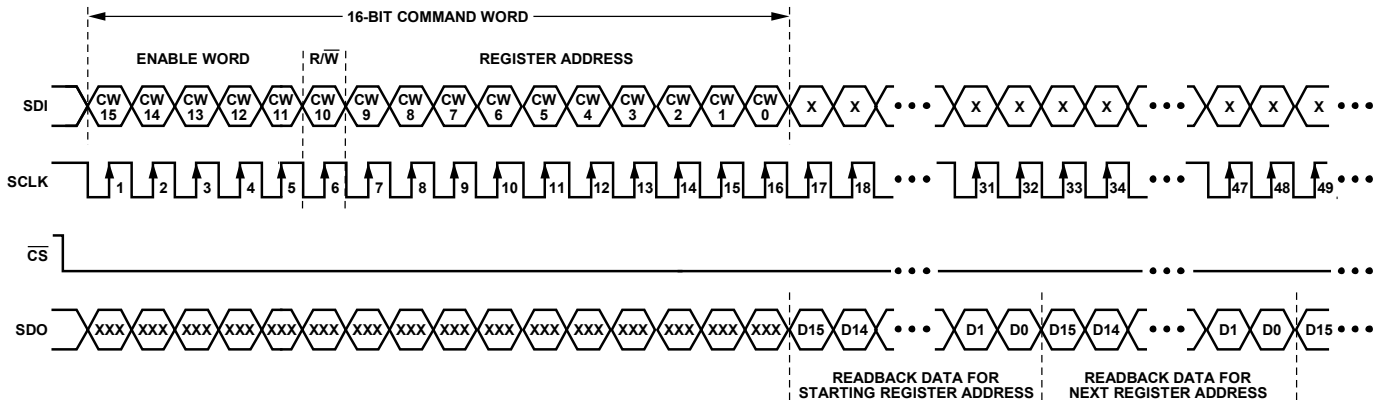 16-BIT COMMAND WORD
ENABLE WORD R/W REGISTER ADDRESS
SDI CW 15 CW 14 CW 13 CW 12 CW 11 CW 10 CW 9 CW 8 CW 7 CW 6 CW 5 CW 4 CW 3 CW 2 CW 1 CW 0 X X ••• X X X X ••• X X X •••
SCLK 1 2 3 4 5 6 7 8 9 10 11 12 13 14 15 16 17 18 ••• 31 32 33 34 ••• 47 48 49 •••
CS ••• ••• •••
SDO XXX XXX XXX XXX XXX XXX XXX XXX XXX XXX XXX XXX XXX XXX XXX XXX D15 D14 ••• D1 D0 D15 D14 ••• D1 D0 D15 •••
READBACK DATA FOR READBACK DATA FOR
STARTING REGISTER ADDRESS NEXT REGISTER ADDRESS